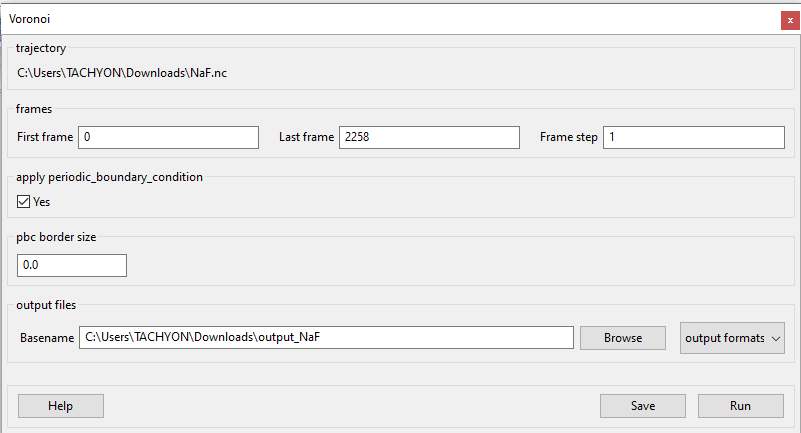 Voronoi
x
trajectory
C:\Users\TACHYON\Downloads\NaF.nc
frames
First frame 0 Last frame 2258 Frame step 1
apply periodic_boundary_condition
Yes
pbc border size
0.0
output files
Basename C:\Users\TACHYON\Downloads\output_NaF Browse output formats
Help Save Run